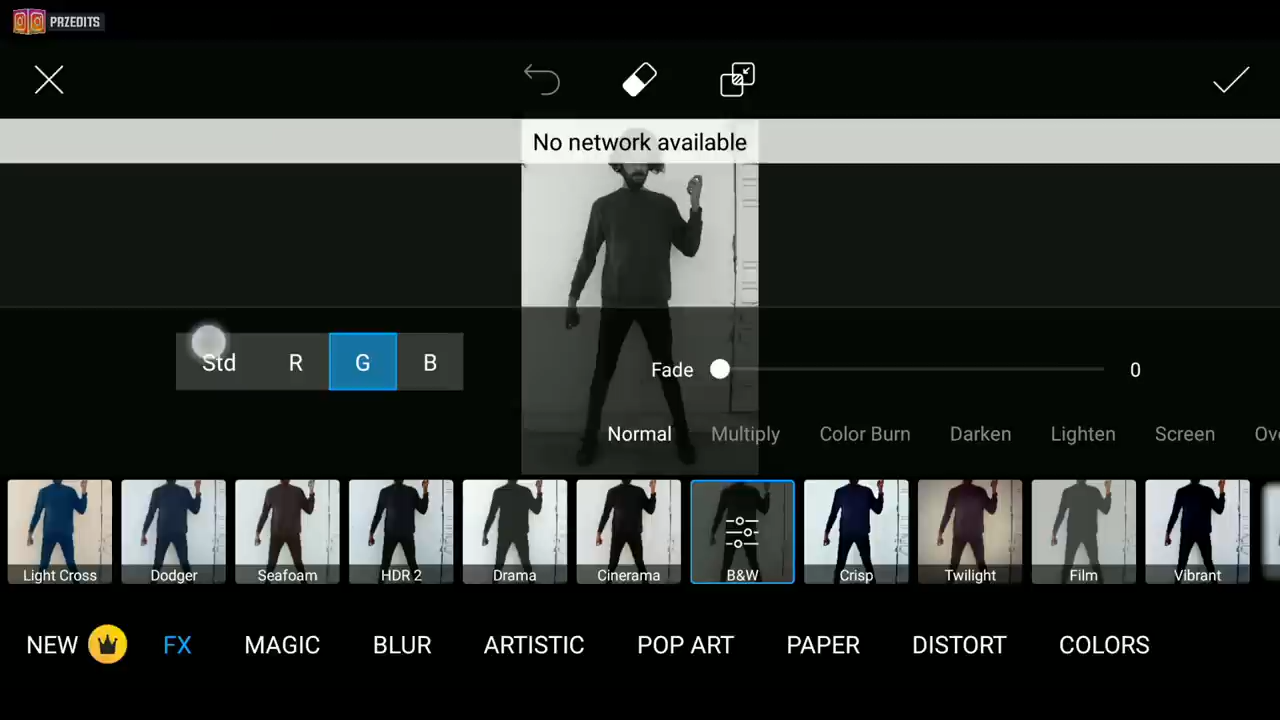 PRZEDITS
No network available
Std R G B
Fade 0
Normal Multiply Color Burn Darken Lighten Screen Ov
Light Cross Dodger Seafoam HDR 2 Drama Cinerama B&W Crisp Twilight Film Vibrant
NEW FX MAGIC BLUR ARTISTIC POP ART PAPER DISTORT COLORS